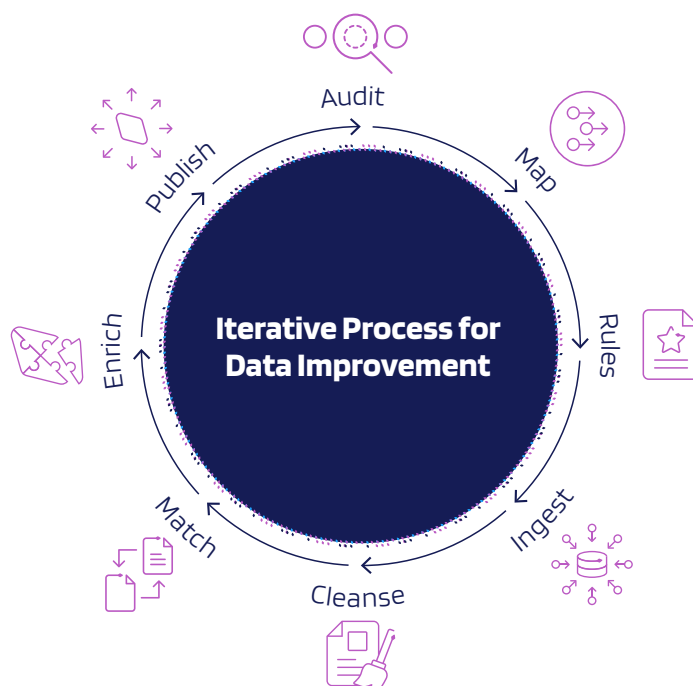 Audit
Map
Rules
Ingest
Cleanse
Match
Enrich
Publish
Iterative Process for
Data Improvement